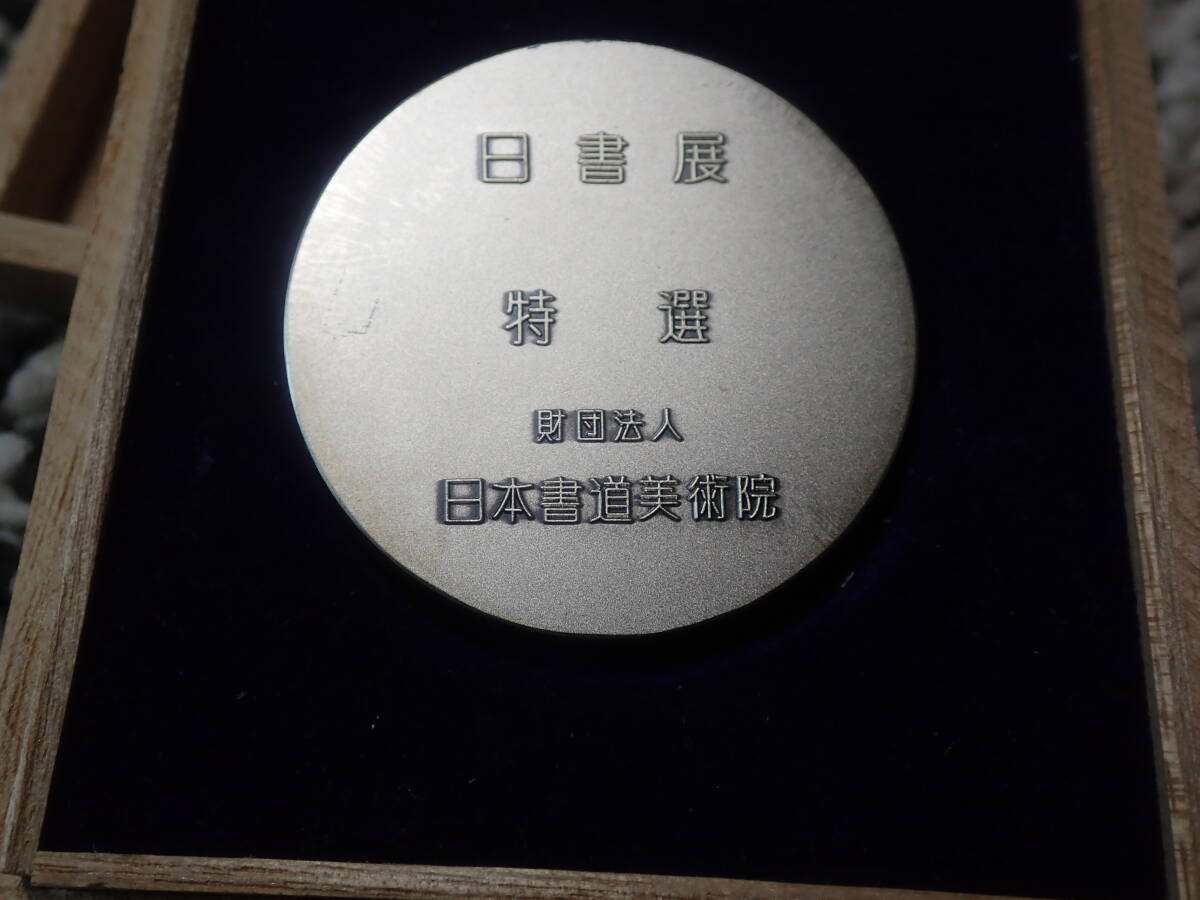 日書展
特選
財団法人
日本書道美術院